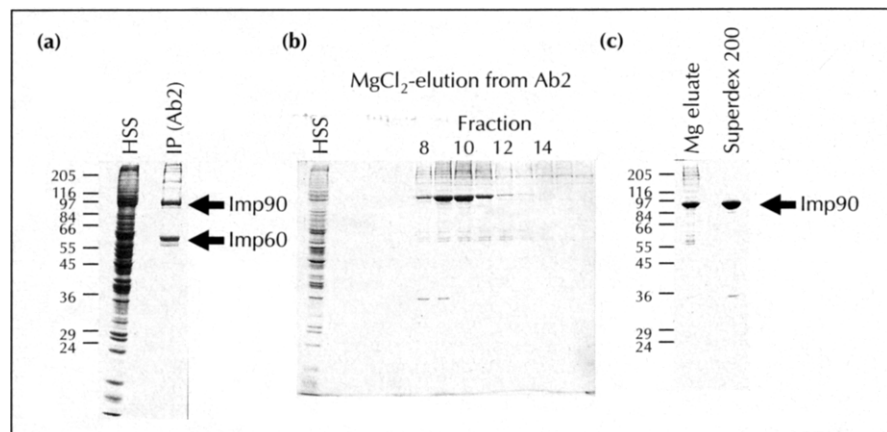 (a)
HSS
IP (Ab2)
205
116
97
84
66
55
45
36
29
24
Imp90
Imp60
(b)
MgCl₂-elution from Ab2
HSS
Fraction
8 10 12 14
(c)
Mg eluate
Superdex 200
205
116
97
84
66
55
45
36
29
24
Imp90